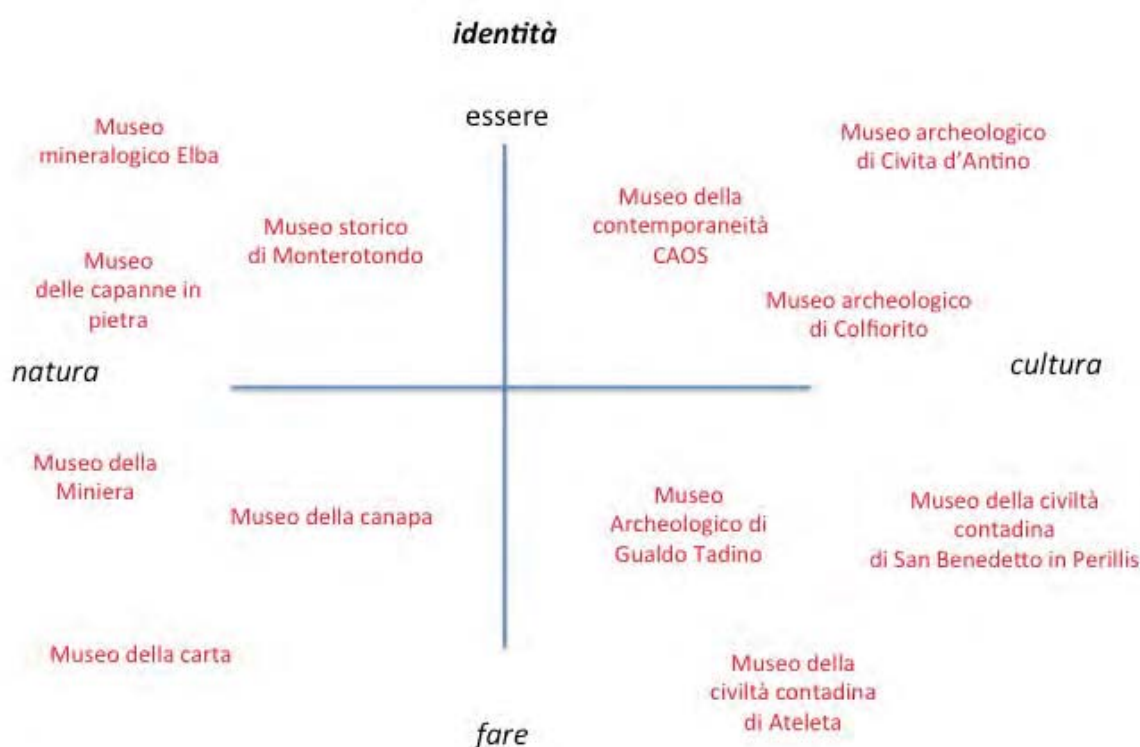 identità
essere
Museo
mineralogico Elba
Museo storico
di Monterotondo
Museo
delle capanne in
pietra
Museo della
contemporaneità
CAOS
Museo archeologico
di Civita d'Antino
Museo archeologico
di Colfiorito
natura
cultura
Museo della
Miniera
Museo della canapa
Museo
Archeologico di
Gualdo Tadino
Museo della civiltà
contadina
di San Benedetto in Perillis
Museo della carta
Museo della
civiltà contadina
di Ateleta
fare